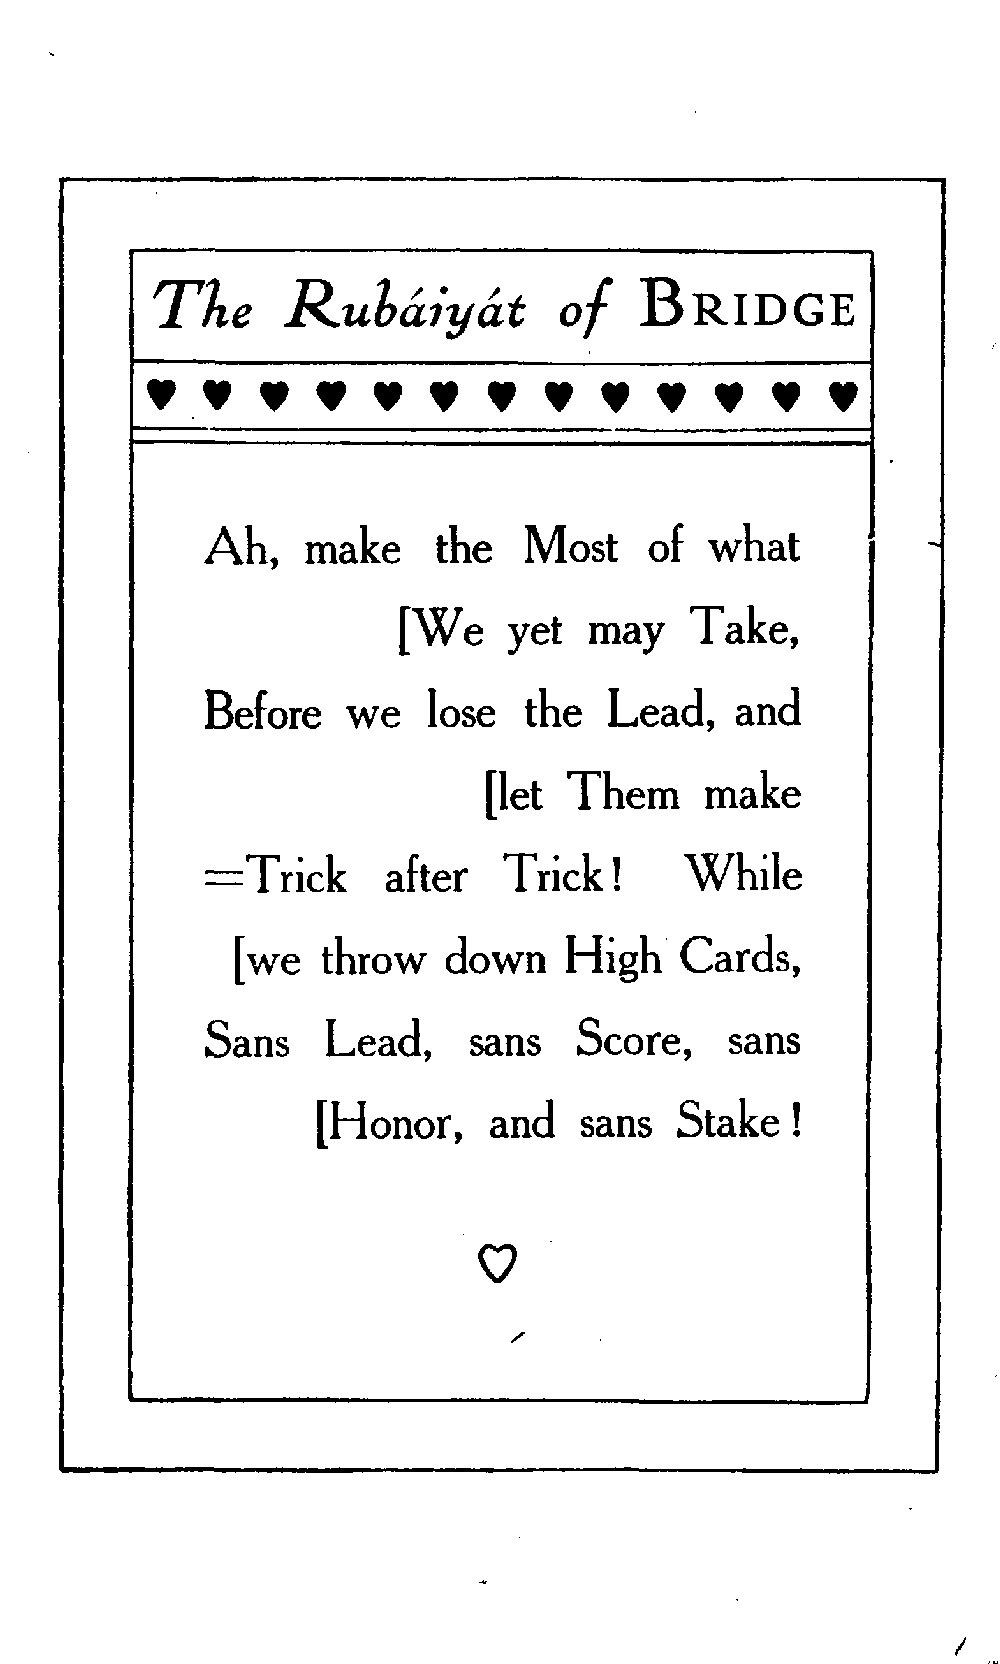 The Rubáiyát of BRIDGE
♥ ♥ ♥ ♥ ♥ ♥ ♥ ♥ ♥ ♥ ♥ ♥ ♥
Ah, make the Most of what
[We yet may Take,
Before we lose the Lead, and
[let Them make
=Trick after Trick! While
[we throw down High Cards,
Sans Lead, sans Score, sans
[Honor, and sans Stake!
♡